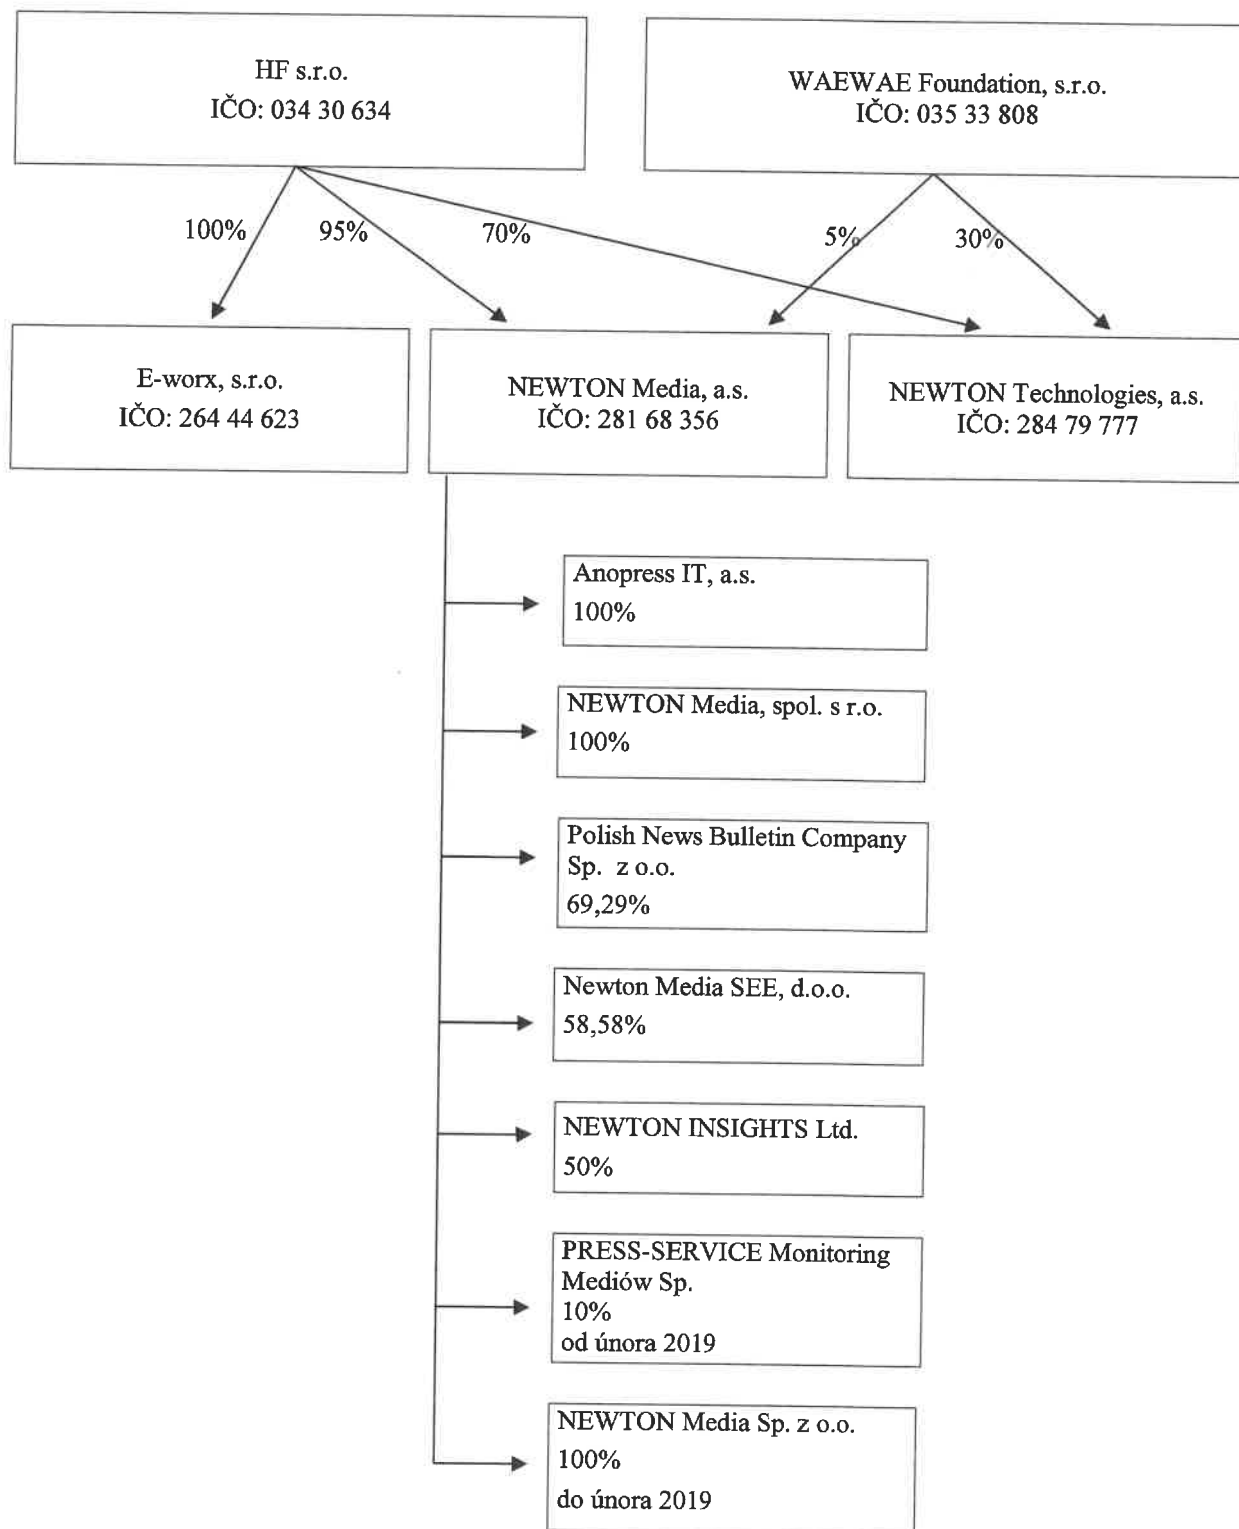 HF s.r.o.
IČO: 034 30 634
WAEWAE Foundation, s.r.o.
IČO: 035 33 808
100%
95%
70%
5%
30%
E-worx, s.r.o.
IČO: 264 44 623
NEWTON Media, a.s.
IČO: 281 68 356
NEWTON Technologies, a.s.
IČO: 284 79 777
Anopress IT, a.s.
100%
NEWTON Media, spol. s r.o.
100%
Polish News Bulletin Company
Sp. z o.o.
69,29%
Newton Media SEE, d.o.o.
58,58%
NEWTON INSIGHTS Ltd.
50%
PRESS-SERVICE Monitoring
Mediów Sp.
10%
od února 2019
NEWTON Media Sp. z o.o.
100%
do února 2019